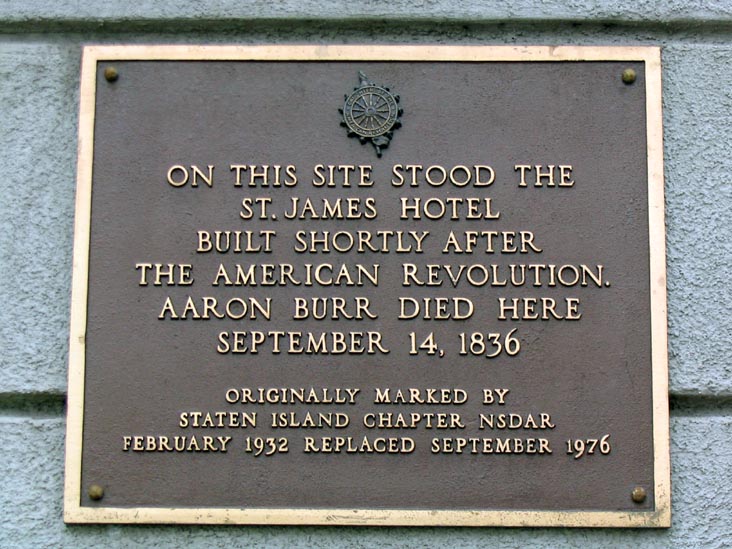 ON THIS SITE STOOD THE
ST. JAMES HOTEL
BUILT SHORTLY AFTER
THE AMERICAN REVOLUTION.
AARON BURR DIED HERE
SEPTEMBER 14, 1836
ORIGINALLY MARKED BY
STATEN ISLAND CHAPTER NSDAR
FEBRUARY 1932 REPLACED SEPTEMBER 1976